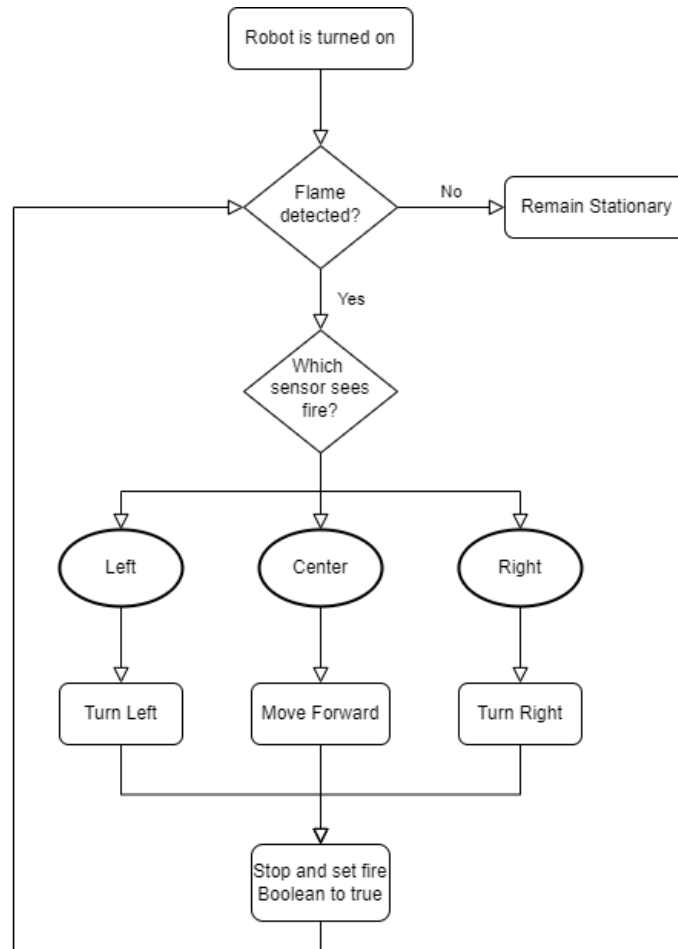 Robot is turned on
Flame
detected?
No
Remain Stationary
Yes
Which
sensor sees
fire?
Left
Center
Right
Turn Left
Move Forward
Turn Right
Stop and set fire
Boolean to true